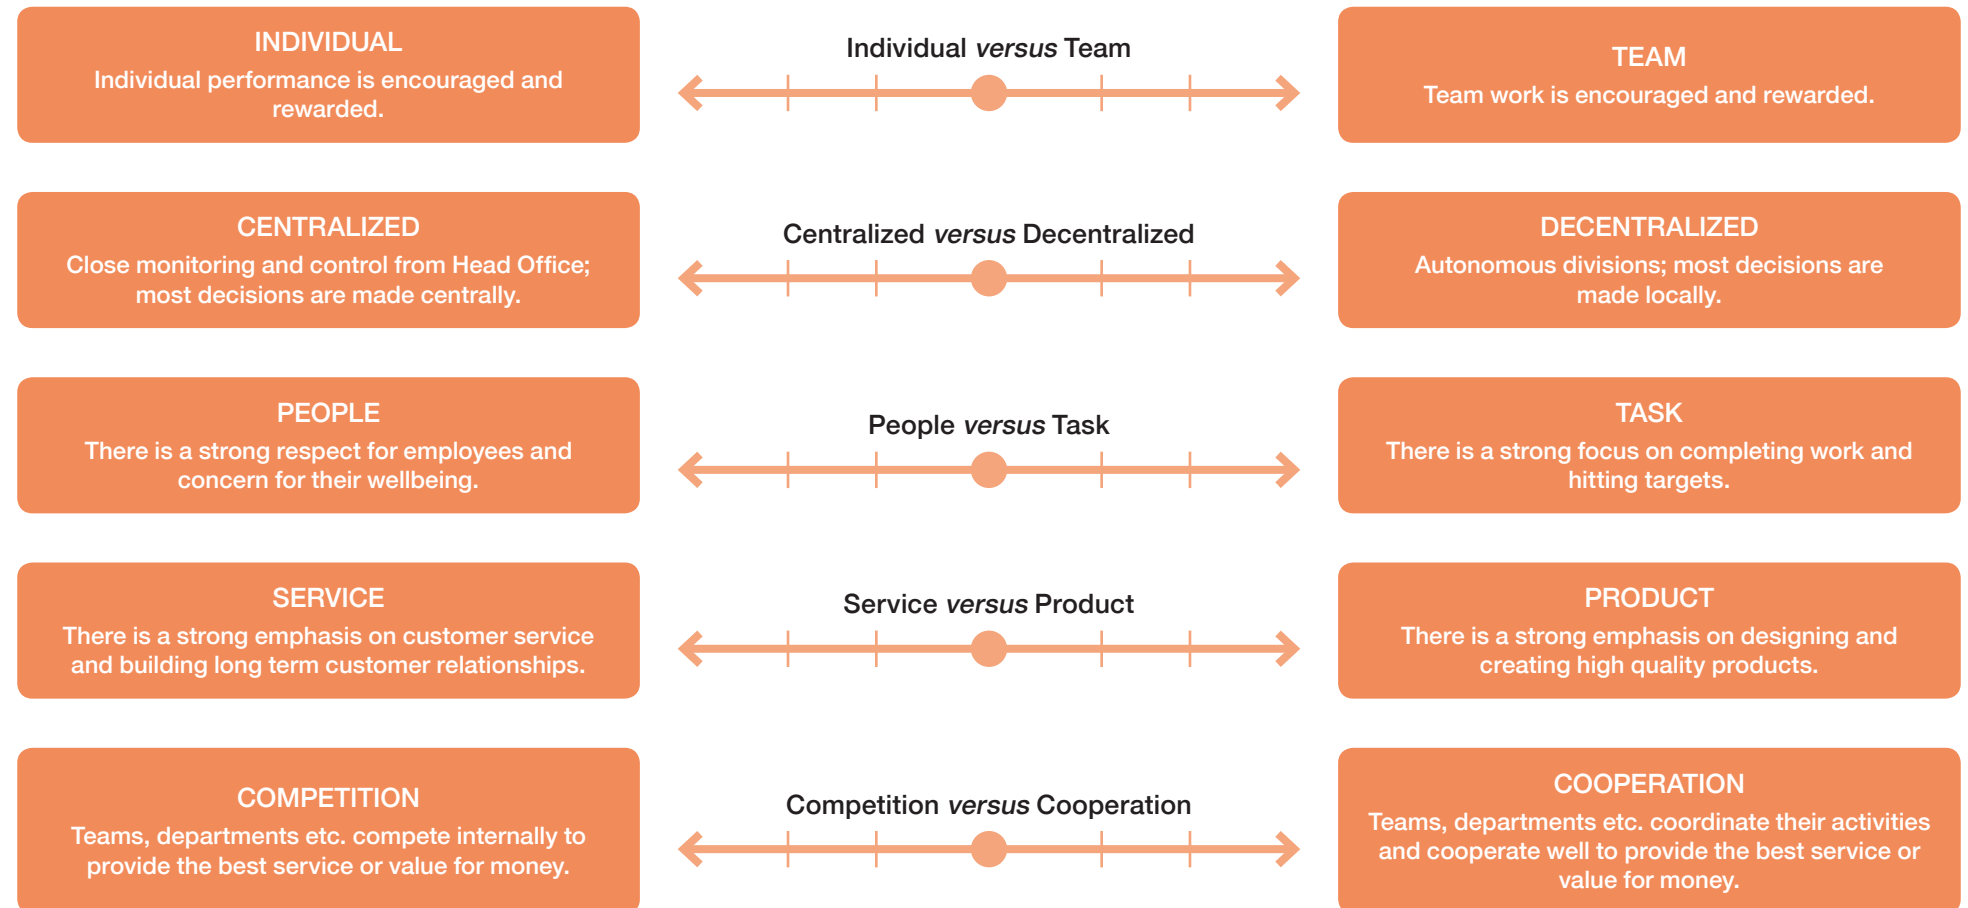 INDIVIDUAL
Individual performance is encouraged and
rewarded.
Individual versus Team
TEAM
Team work is encouraged and rewarded.
CENTRALIZED
Close monitoring and control from Head Office;
most decisions are made centrally.
Centralized versus Decentralized
DECENTRALIZED
Autonomous divisions; most decisions are
made locally.
PEOPLE
There is a strong respect for employees and
concern for their wellbeing.
People versus Task
TASK
There is a strong focus on completing work and
hitting targets.
SERVICE
There is a strong emphasis on customer service
and building long term customer relationships.
Service versus Product
PRODUCT
There is a strong emphasis on designing and
creating high quality products.
COMPETITION
Teams, departments etc. compete internally to
provide the best service or value for money.
Competition versus Cooperation
COOPERATION
Teams, departments etc. coordinate their activities
and cooperate well to provide the best service or
value for money.